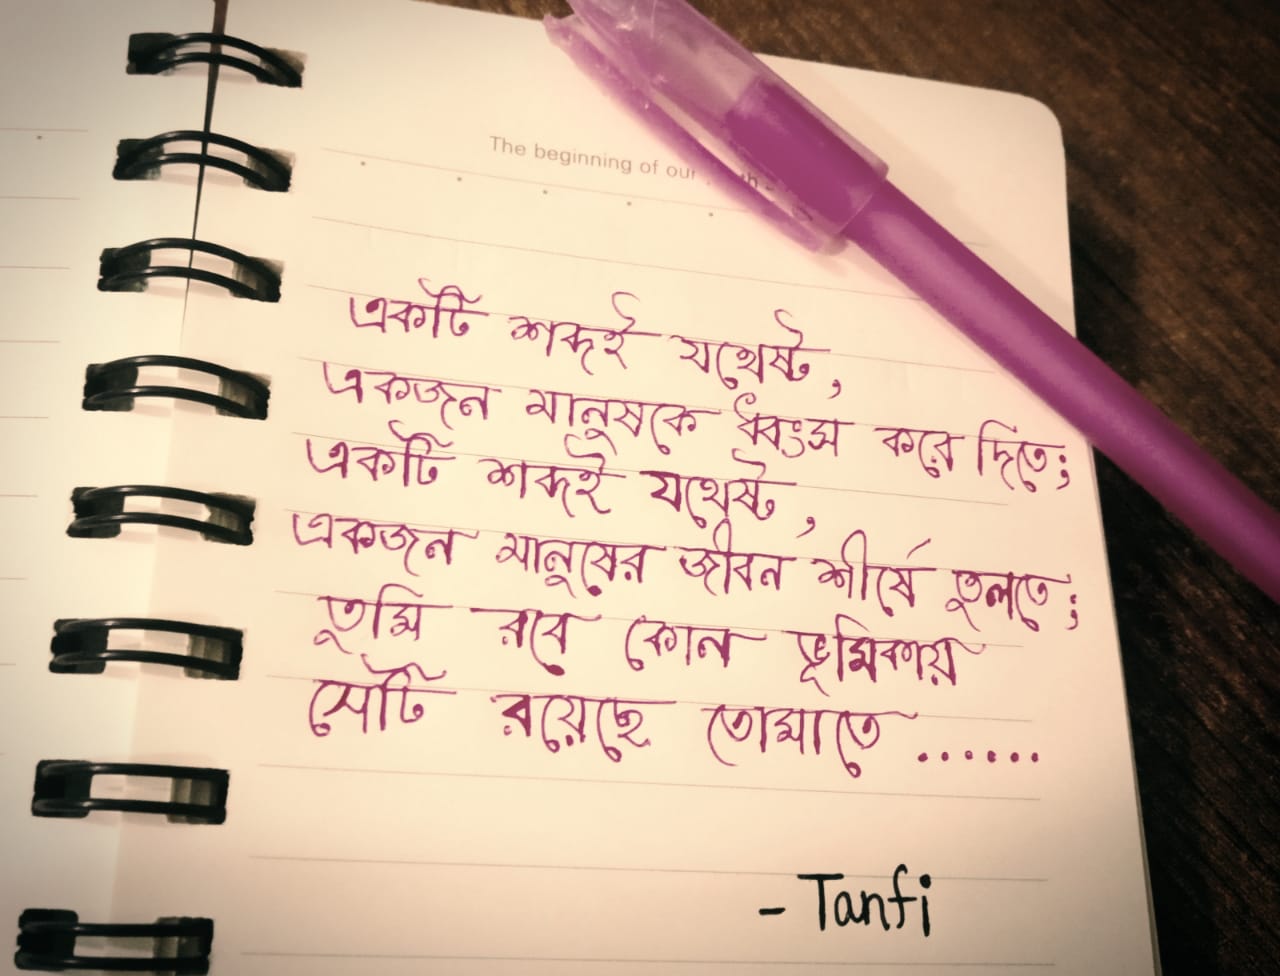 The beginning of our
একটি শব্দই যথেষ্ট,
একজন মানুষকে ধ্বংস করে দিতে;
একটি শব্দই যথেষ্ট,
একজন মানুষের জীবন শীর্ষে তুলতে;
তুমি রবে কোন ভূমিকায়
সেটি রয়েছে তোমাতে ......
- Tanfi